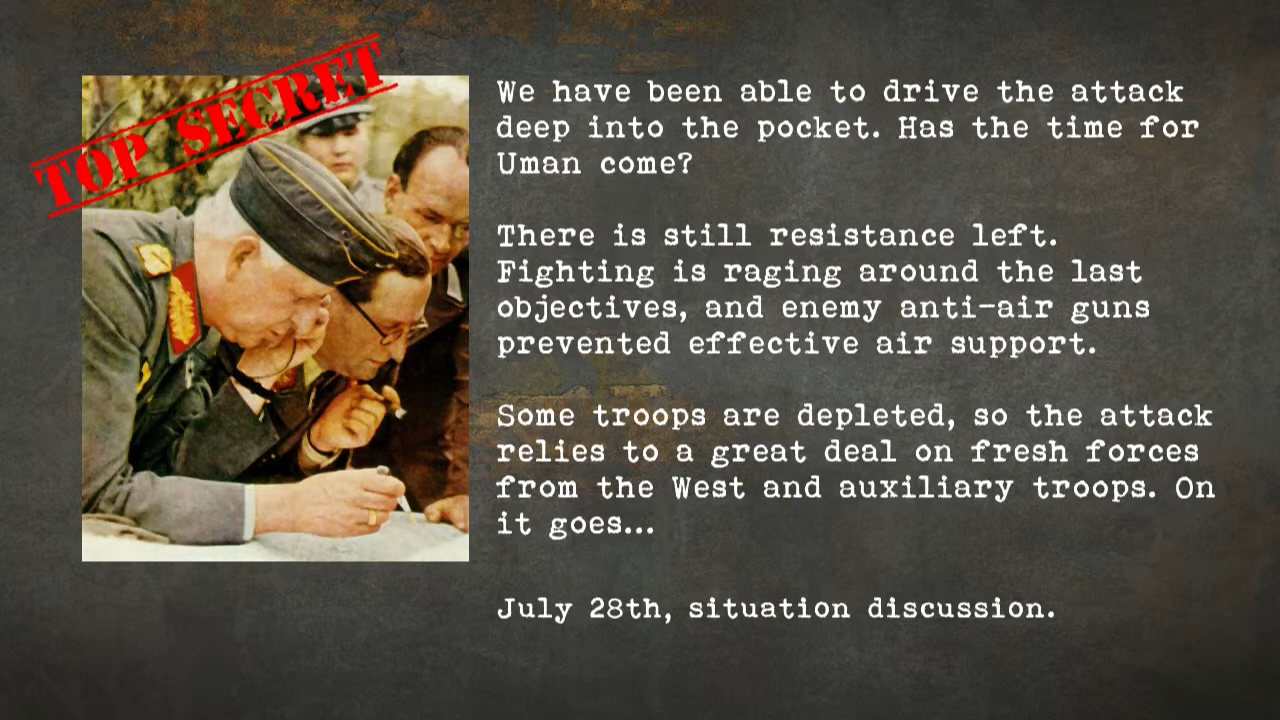 TOP SECRET
We have been able to drive the attack
deep into the pocket. Has the time for
Uman come?
There is still resistance left.
Fighting is raging around the last
objectives, and enemy anti-air guns
prevented effective air support.
Some troops are depleted, so the attack
relies to a great deal on fresh forces
from the West and auxiliary troops. On
it goes...
July 28th, situation discussion.